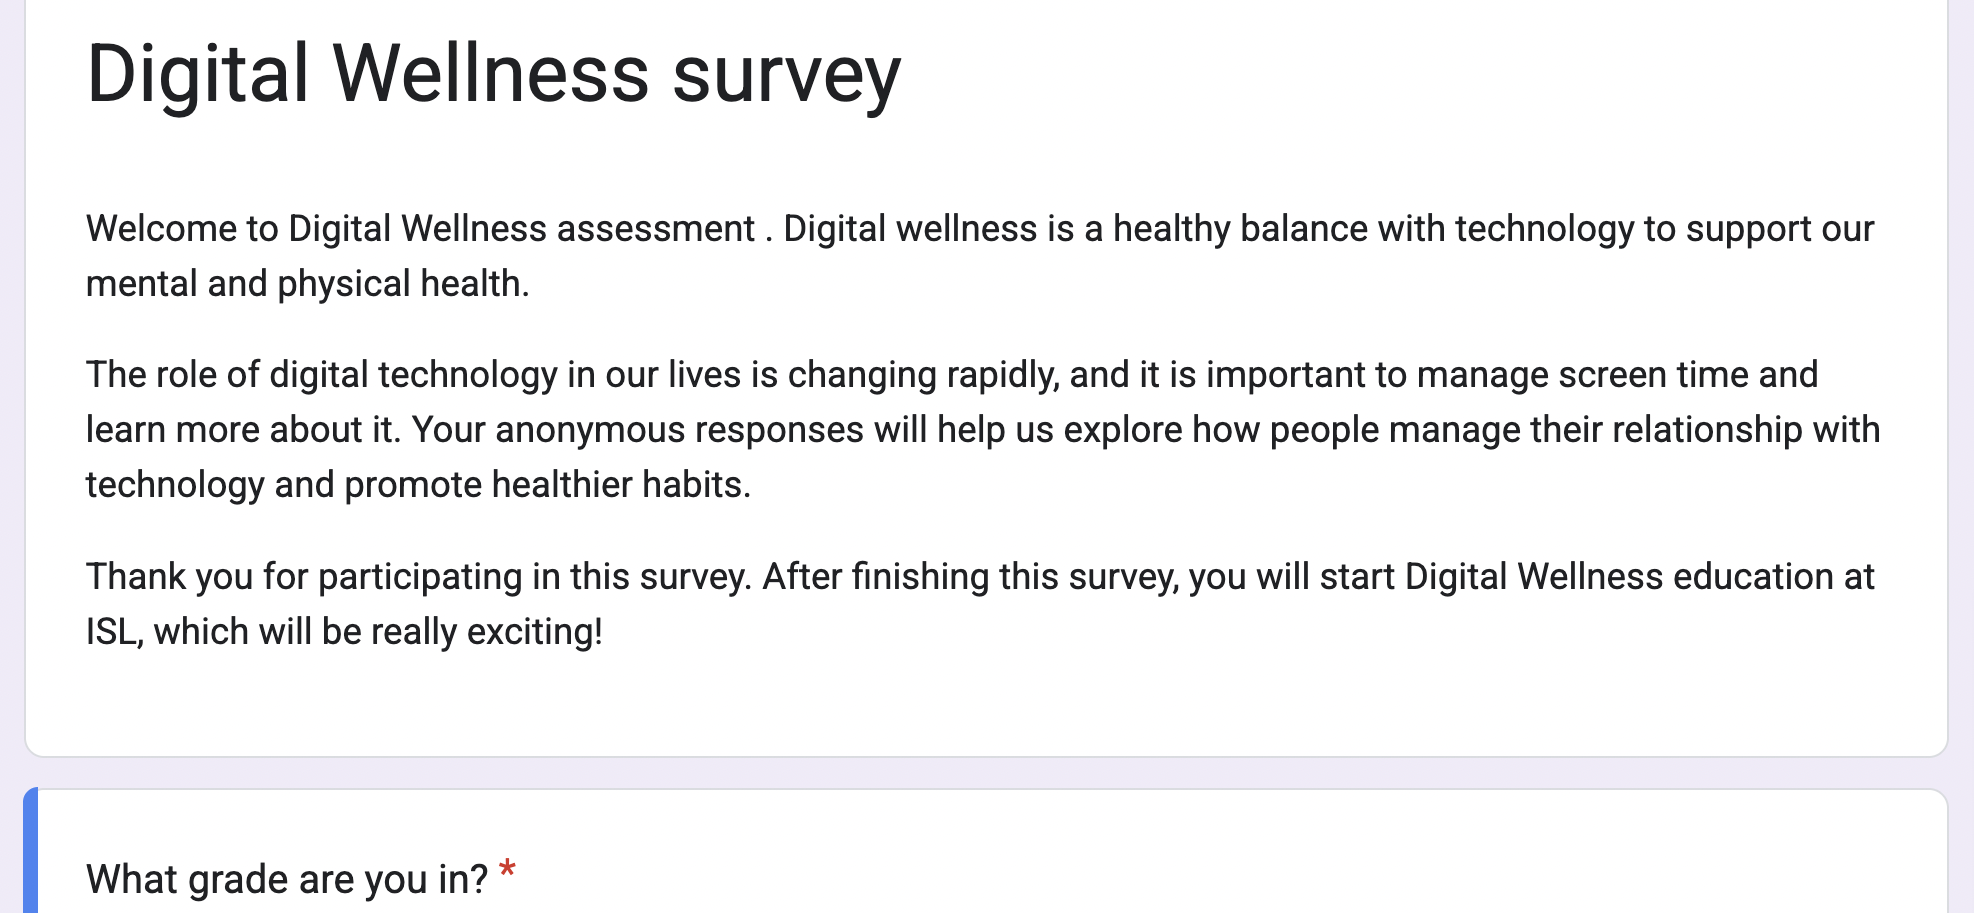 Digital Wellness survey
Welcome to Digital Wellness assessment . Digital wellness is a healthy balance with technology to support our
mental and physical health.
The role of digital technology in our lives is changing rapidly, and it is important to manage screen time and
learn more about it. Your anonymous responses will help us explore how people manage their relationship with
technology and promote healthier habits.
Thank you for participating in this survey. After finishing this survey, you will start Digital Wellness education at
ISL, which will be really exciting!
What grade are you in? *